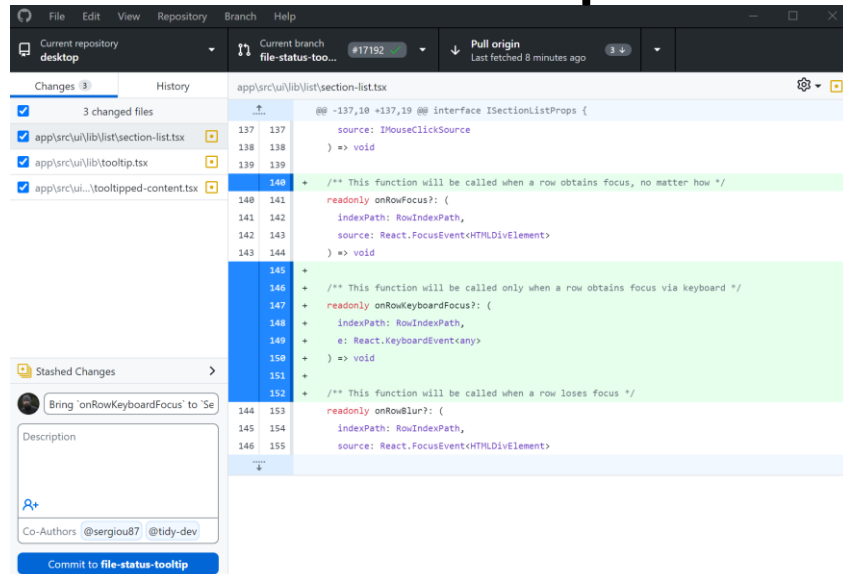 File Edit View Repository Branch Help
Current repository
desktop
Current branch
file-status-too...
#17192
Pull origin
Last fetched 8 minutes ago
3
Changes 3 History
3 changed files
app\src\ui\lib\list\section-list.tsx
app\src\ui\lib\tooltip.tsx
app\src\ui...\tooltipped-content.tsx
Stashed Changes
Bring `onRowKeyboardFocus` to `Se
Description
Co-Authors @sergiou87 @tidy-dev
Commit to file-status-tooltip
app\src\ui\lib\list\section-list.tsx
@@ -137,10 +137,19 @@ interface ISectionListProps {
137 137 source: IMouseClickSource
138 138 ) => void
139 139
140 + /** This function will be called when a row obtains focus, no matter how */
140 141 readonly onRowFocus?: (
141 142 indexPath: RowIndexPath,
142 143 source: React.FocusEvent<HTMLDivElement>
143 144 ) => void
145 +
146 + /** This function will be called only when a row obtains focus via keyboard */
147 + readonly onRowKeyboardFocus?: (
148 + indexPath: RowIndexPath,
149 + e: React.KeyboardEvent<any>
150 + ) => void
151 +
152 + /** This function will be called when a row loses focus */
144 153 readonly onRowBlur?: (
145 154 indexPath: RowIndexPath,
146 155 source: React.FocusEvent<HTMLDivElement>